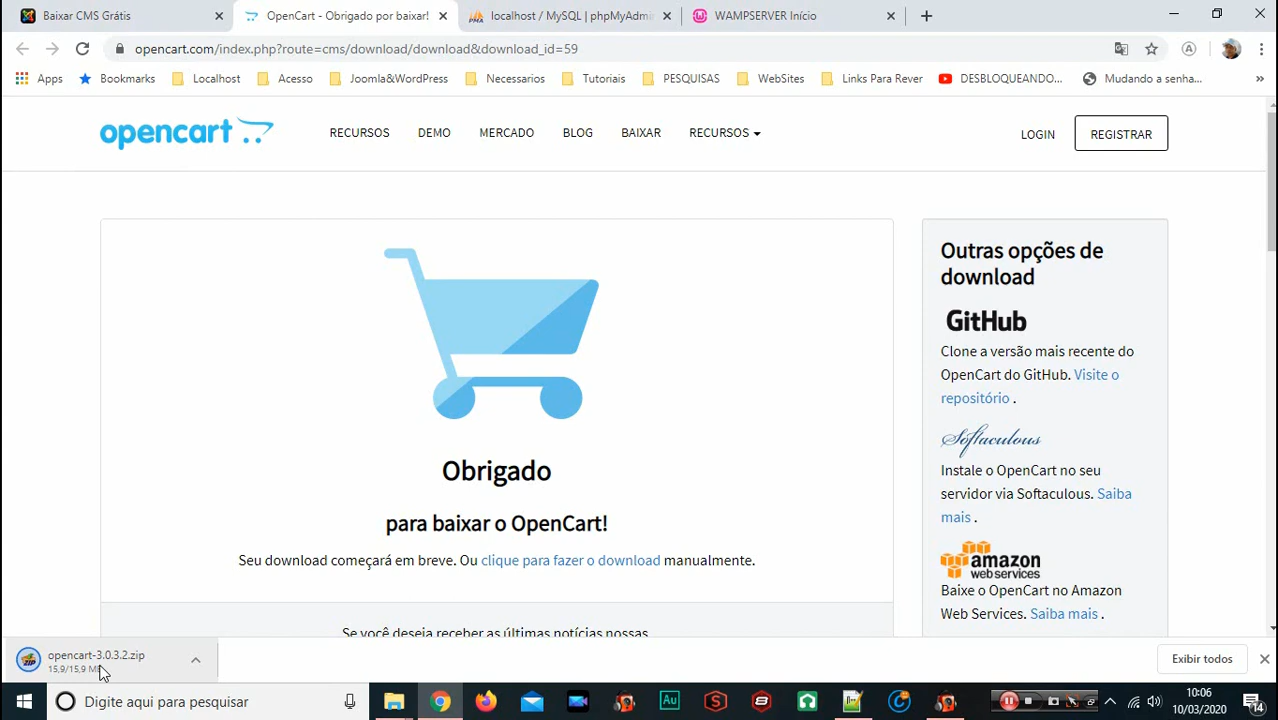 Baixar CMS Grátis
OpenCart - Obrigado por baixar!
localhost / MySQL | phpMyAdmin
WAMPSERVER Início
opencart.com/index.php?route=cms/download/download&download_id=59
Apps
Bookmarks
Localhost
Acesso
Joomla&WordPress
Necessarios
Tutoriais
PESQUISAS
WebSites
Links Para Rever
DESBLOQUEANDO...
Mudando a senha...
opencart
RECURSOS
DEMO
MERCADO
BLOG
BAIXAR
RECURSOS
LOGIN
REGISTRAR
Obrigado
para baixar o OpenCart!
Seu download começará em breve. Ou clique para fazer o download manualmente.
Se você deseja receber as últimas notícias nossas
Outras opções de
download
GitHub
Clone a versão mais recente do
OpenCart do GitHub. Visite o
repositório .
Softaculous
Instale o OpenCart no seu
servidor via Softaculous. Saiba
mais .
amazon
web services
Baixe o OpenCart no Amazon
Web Services. Saiba mais .
opencart-3.0.3.2.zip
15,9/15,9 MB
Exibir todos
Digite aqui para pesquisar
10:06
10/03/2020
14